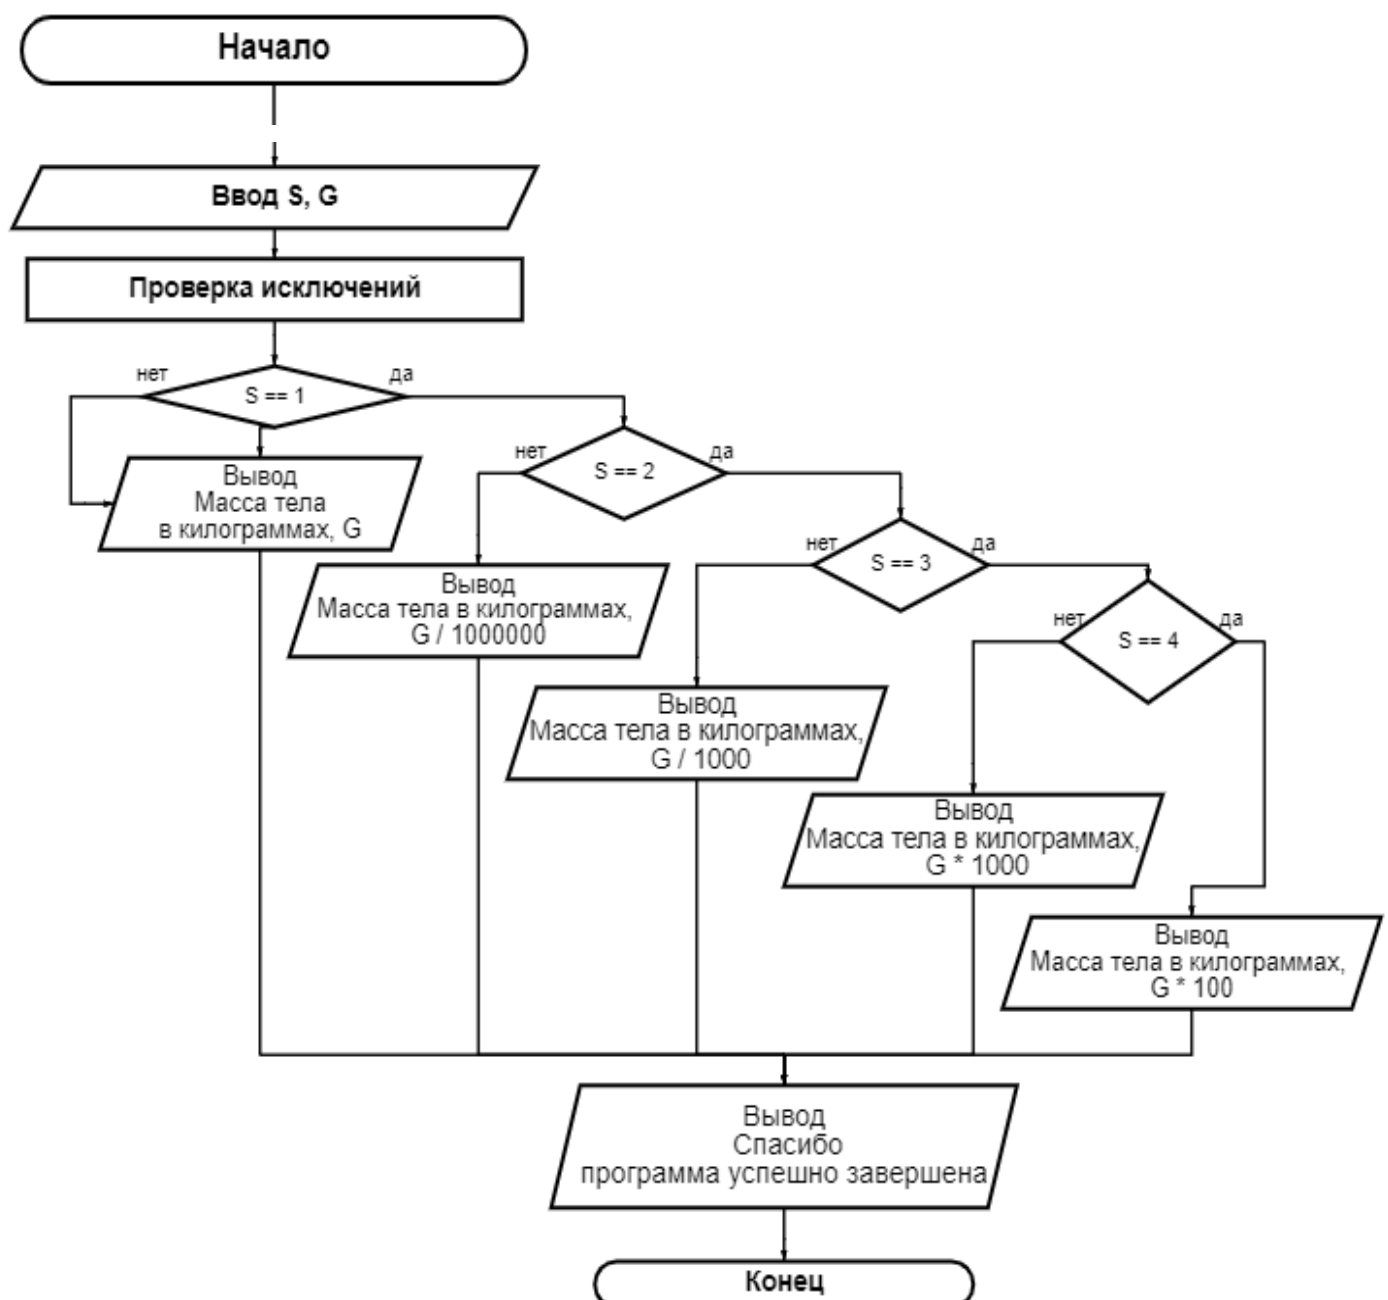 Начало
Ввод S, G
Проверка исключений
нет
да
S == 1
Вывод
Масса тела
в килограммах, G
нет
да
S == 2
Вывод
Масса тела в килограммах,
G / 1000000
нет
да
S == 3
Вывод
Масса тела в килограммах,
G / 1000
нет
да
S == 4
Вывод
Масса тела в килограммах,
G * 1000
Вывод
Масса тела в килограммах,
G * 100
Вывод
Спасибо
программа успешно завершена
Конец